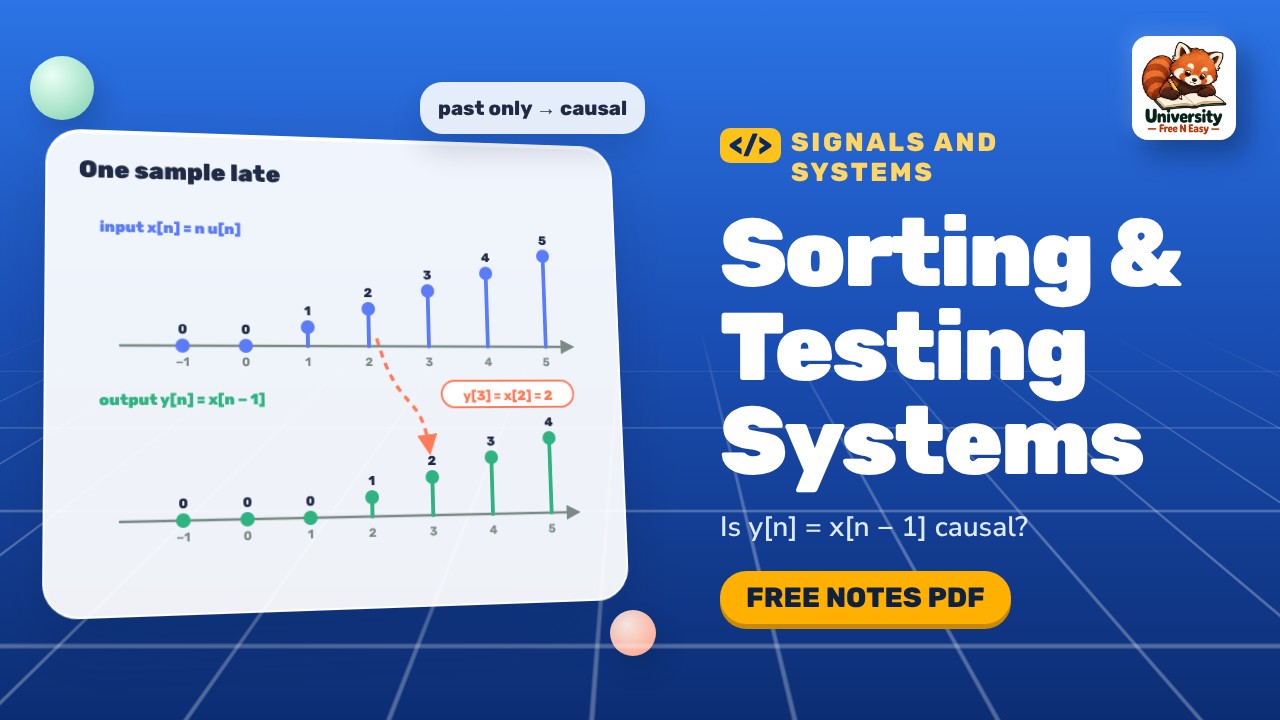 past only → causal
One sample late
input x[n] = n u[n]
0 0 1 2 3 4 5
−1 0 1 2 3 4 5
output y[n] = x[n − 1]
y[3] = x[2] = 2
0 0 0 1 2 3 4
−1 0 1 2 3 4 5
University
Free N Easy
</> SIGNALS AND
SYSTEMS
Sorting &
Testing
Systems
Is y[n] = x[n − 1] causal?
FREE NOTES PDF